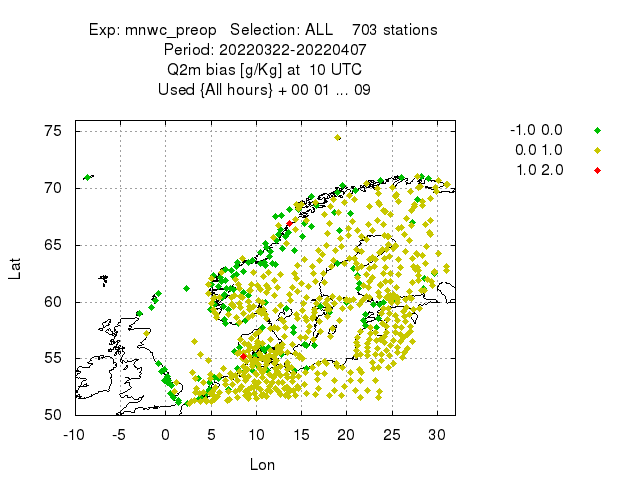 Exp: mnwc_preop   Selection: ALL    703 stations
Period: 20220322-20220407
Q2m bias [g/Kg] at  10 UTC
Used {All hours} + 00 01 ... 09
-1.0 0.0
0.0 1.0
1.0 2.0
75
70
65
60
55
50
Lat
-10 -5 0 5 10 15 20 25 30
Lon